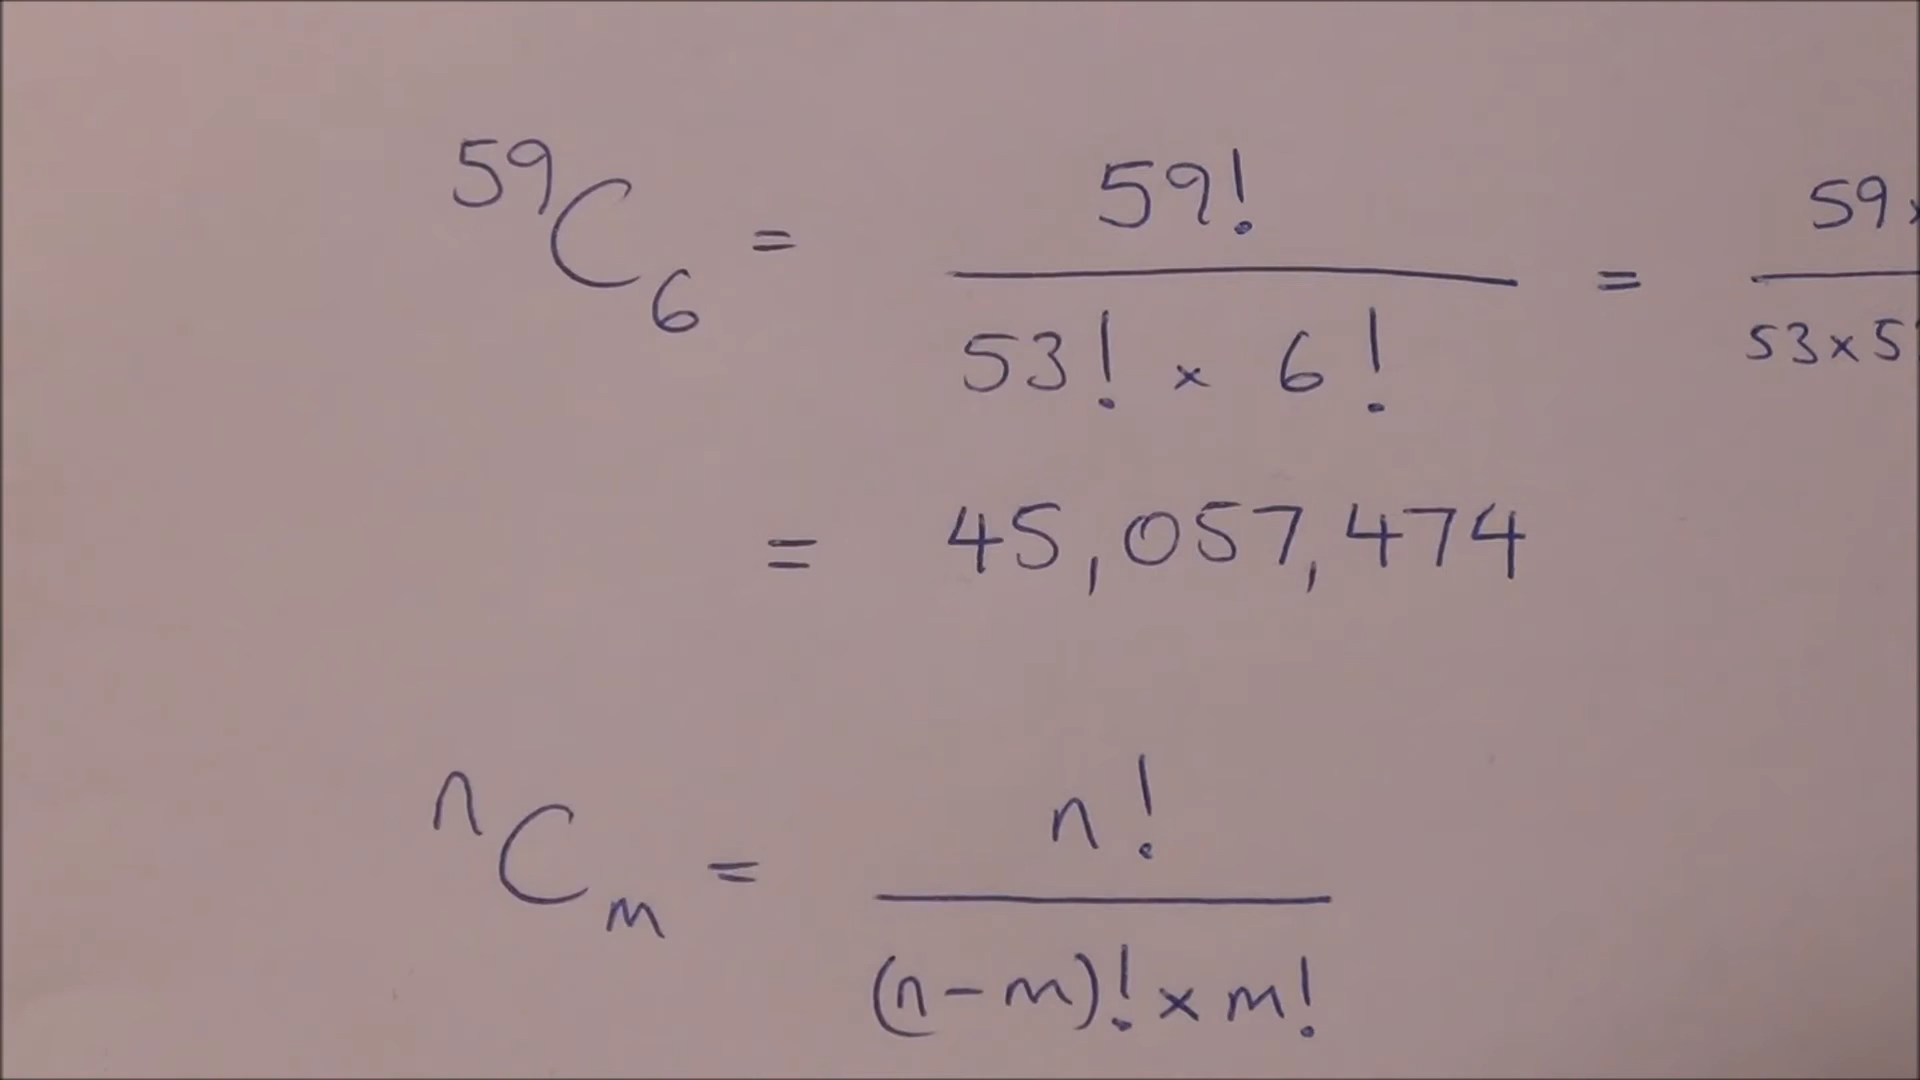 ⁵⁹C₆ = 59! / 53! × 6! = 59 / 53×5
= 45,057,474
ⁿCₘ = n! / (n-m)! × m!